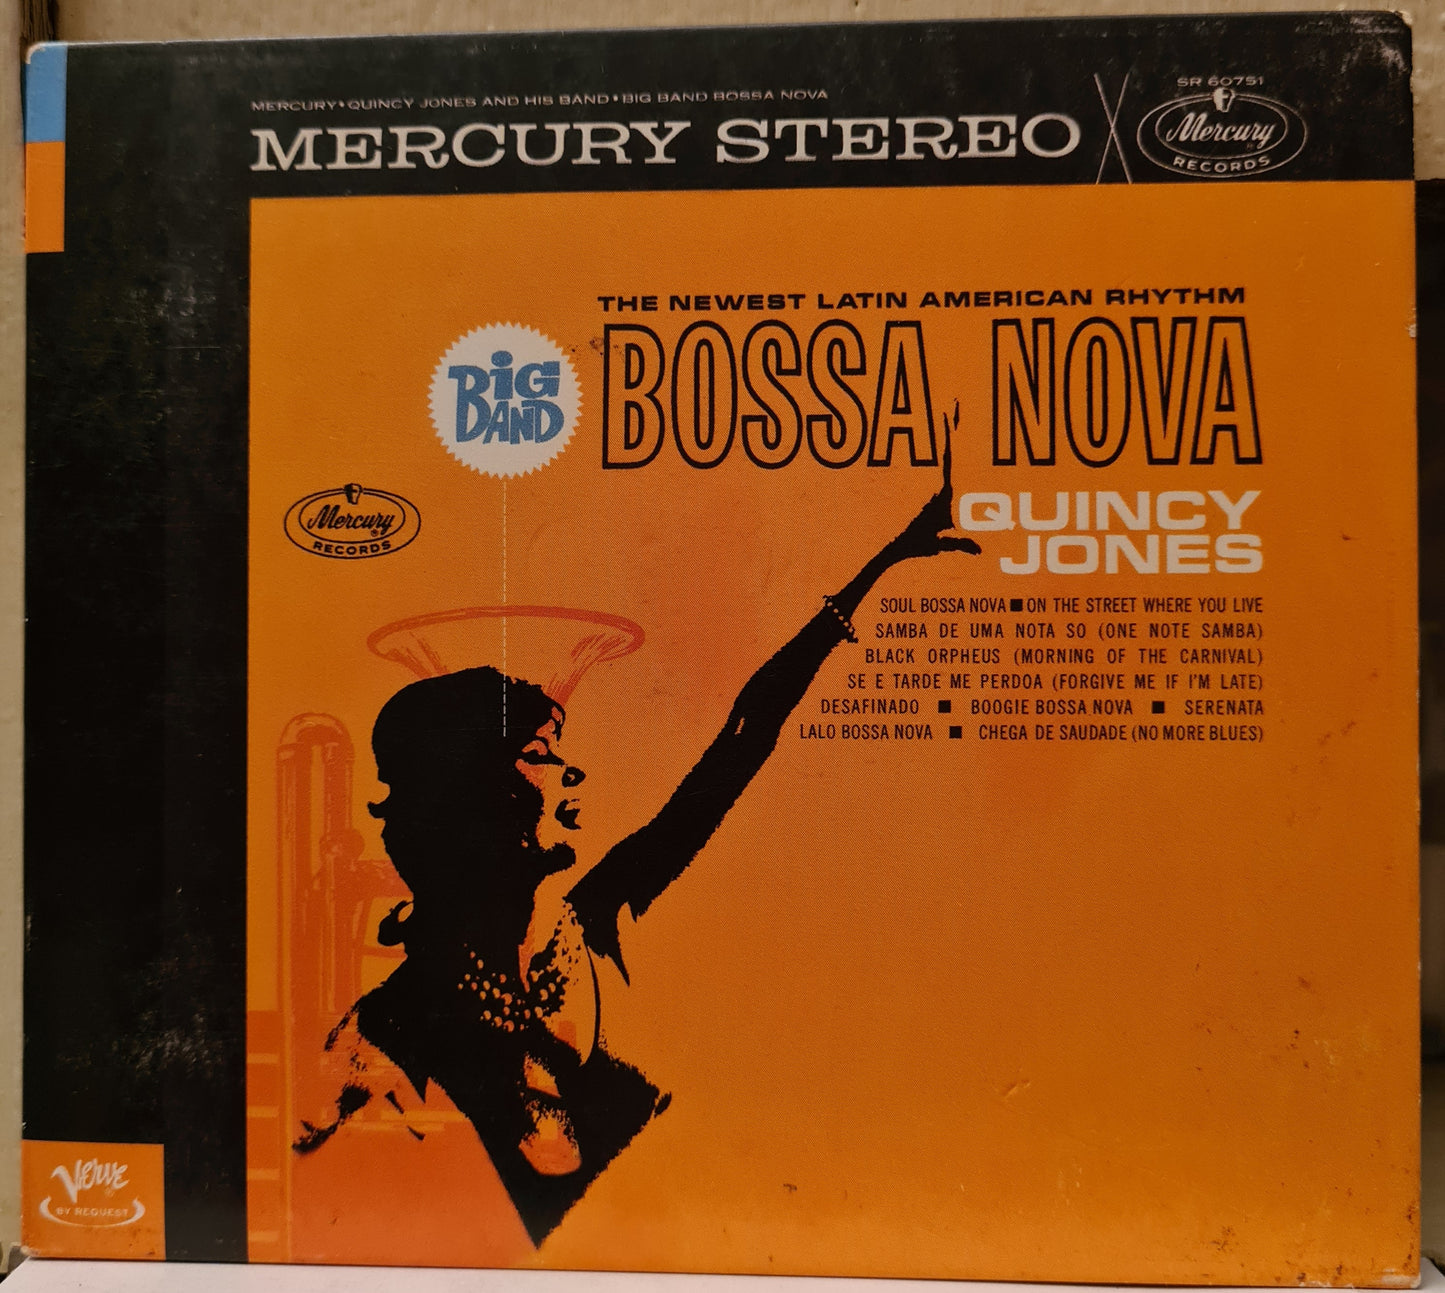 MERCURY • QUINCY JONES AND HIS BAND • BIG BAND BOSSA NOVA
MERCURY STEREO
SR 60751
Mercury
RECORDS
THE NEWEST LATIN AMERICAN RHYTHM
BIG
BAND
BOSSA NOVA
Mercury
RECORDS
QUINCY
JONES
SOUL BOSSA NOVA ■ ON THE STREET WHERE YOU LIVE
SAMBA DE UMA NOTA SO (ONE NOTE SAMBA)
BLACK ORPHEUS (MORNING OF THE CARNIVAL)
SE E TARDE ME PERDOA (FORGIVE ME IF I'M LATE)
DESAFINADO ■ BOOGIE BOSSA NOVA ■ SERENATA
LALO BOSSA NOVA ■ CHEGA DE SAUDADE (NO MORE BLUES)
VERVE
BY REQUEST